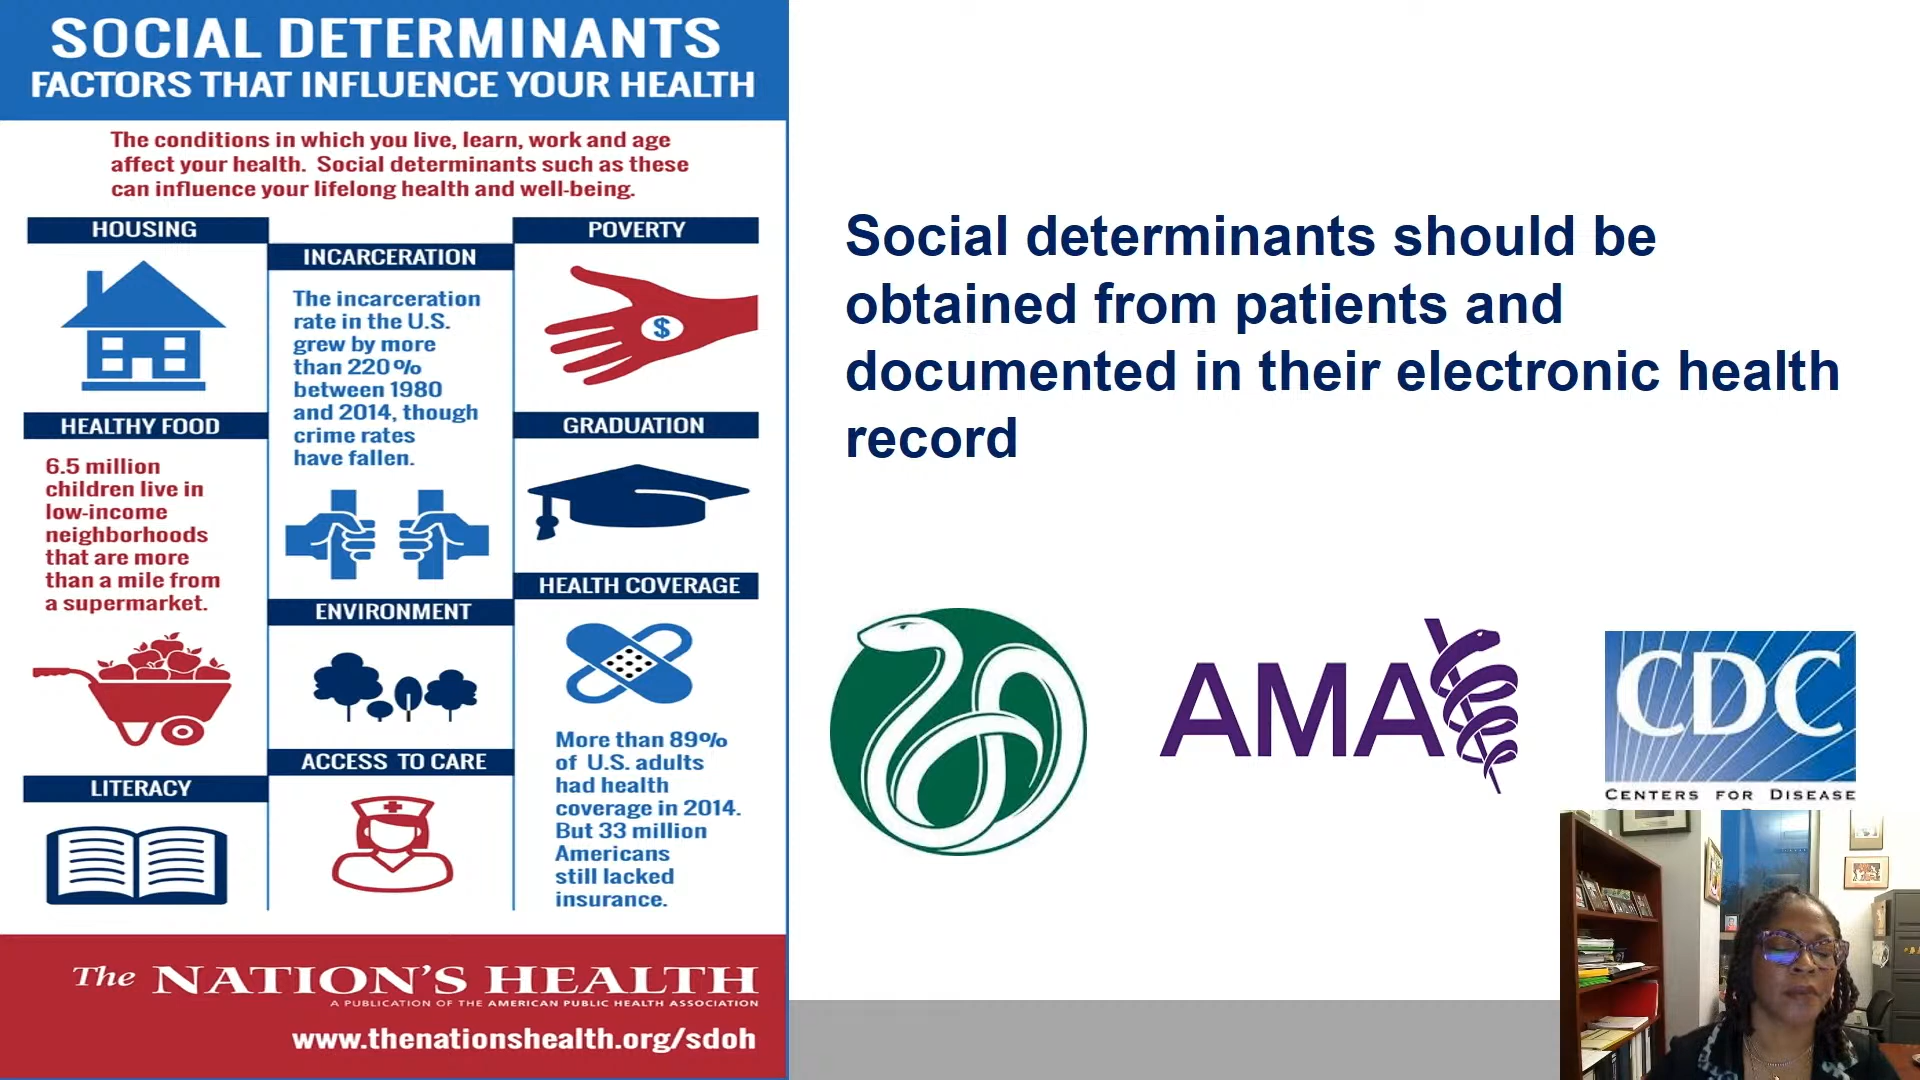 SOCIAL DETERMINANTS
FACTORS THAT INFLUENCE YOUR HEALTH
The conditions in which you live, learn, work and age
affect your health. Social determinants such as these
can influence your lifelong health and well-being.
HOUSING
HEALTHY FOOD
6.5 million
children live in
low-income
neighborhoods
that are more
than a mile from
a supermarket.
LITERACY
INCARCERATION
The incarceration
rate in the U.S.
grew by more
than 220%
between 1980
and 2014, though
crime rates
have fallen.
ENVIRONMENT
ACCESS TO CARE
POVERTY
$
GRADUATION
HEALTH COVERAGE
More than 89%
of U.S. adults
had health
coverage in 2014.
But 33 million
Americans
still lacked
insurance.
The NATION'S HEALTH
A PUBLICATION OF THE AMERICAN PUBLIC HEALTH ASSOCIATION
www.thenationshealth.org/sdoh
Social determinants should be
obtained from patients and
documented in their electronic health
record
AMA
CDC
CENTERS FOR DISEASE